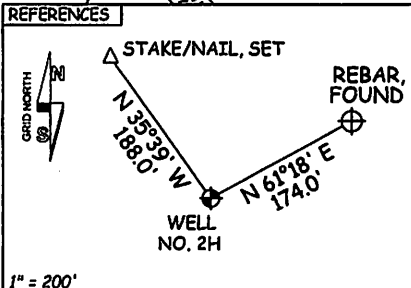 REFERENCES
STAKE/NAIL, SET
REBAR,
FOUND
GRID NORTH
N
S
N 35°39' W
188.0'
N 61°18' E
174.0'
WELL
NO. 2H
1" = 200'